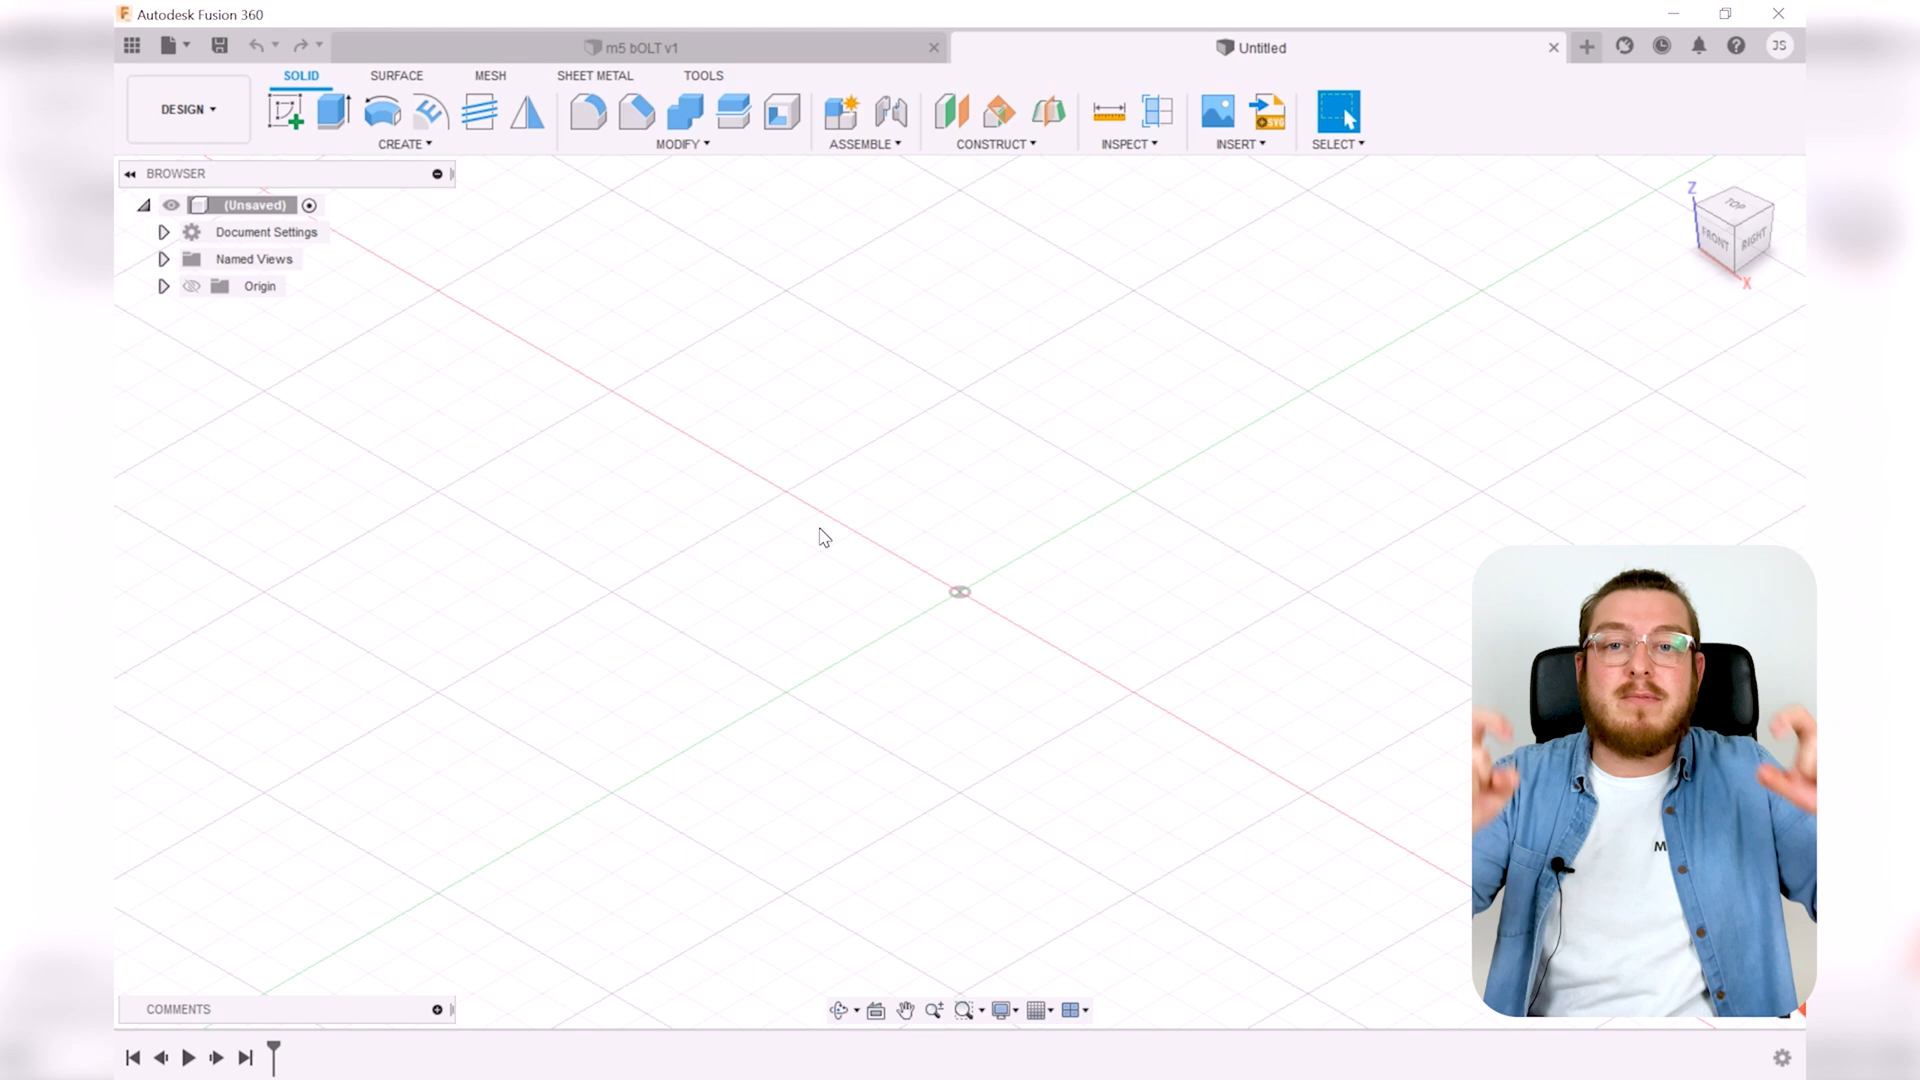 Autodesk Fusion 360
m5 bOLT v1
Untitled
JS
SOLID
SURFACE
MESH
SHEET METAL
TOOLS
DESIGN
CREATE
MODIFY
ASSEMBLE
CONSTRUCT
INSPECT
INSERT
SELECT
SVG
BROWSER
(Unsaved)
Document Settings
Named Views
Origin
Z
TOP
FRONT
RIGHT
X
M
COMMENTS